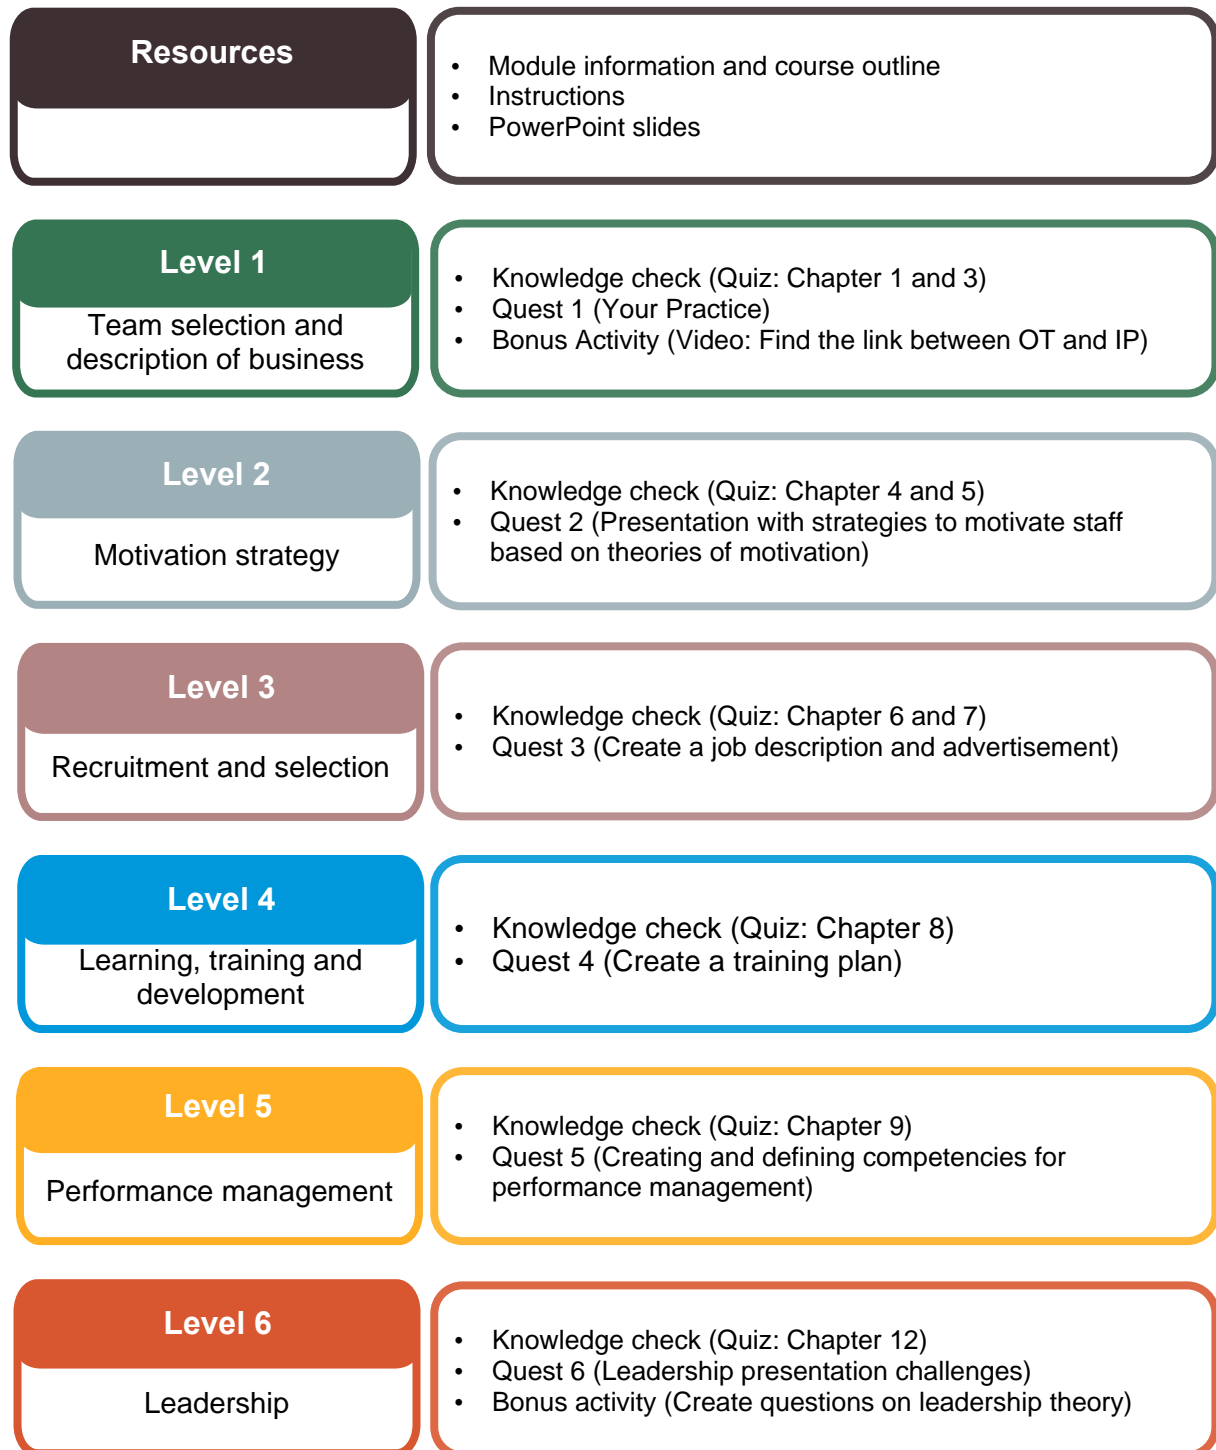 Resources
• Module information and course outline
• Instructions
• PowerPoint slides
Level 1
Team selection and
description of business
• Knowledge check (Quiz: Chapter 1 and 3)
• Quest 1 (Your Practice)
• Bonus Activity (Video: Find the link between OT and IP)
Level 2
Motivation strategy
• Knowledge check (Quiz: Chapter 4 and 5)
• Quest 2 (Presentation with strategies to motivate staff
based on theories of motivation)
Level 3
Recruitment and selection
• Knowledge check (Quiz: Chapter 6 and 7)
• Quest 3 (Create a job description and advertisement)
Level 4
Learning, training and
development
• Knowledge check (Quiz: Chapter 8)
• Quest 4 (Create a training plan)
Level 5
Performance management
• Knowledge check (Quiz: Chapter 9)
• Quest 5 (Creating and defining competencies for
performance management)
Level 6
Leadership
• Knowledge check (Quiz: Chapter 12)
• Quest 6 (Leadership presentation challenges)
• Bonus activity (Create questions on leadership theory)